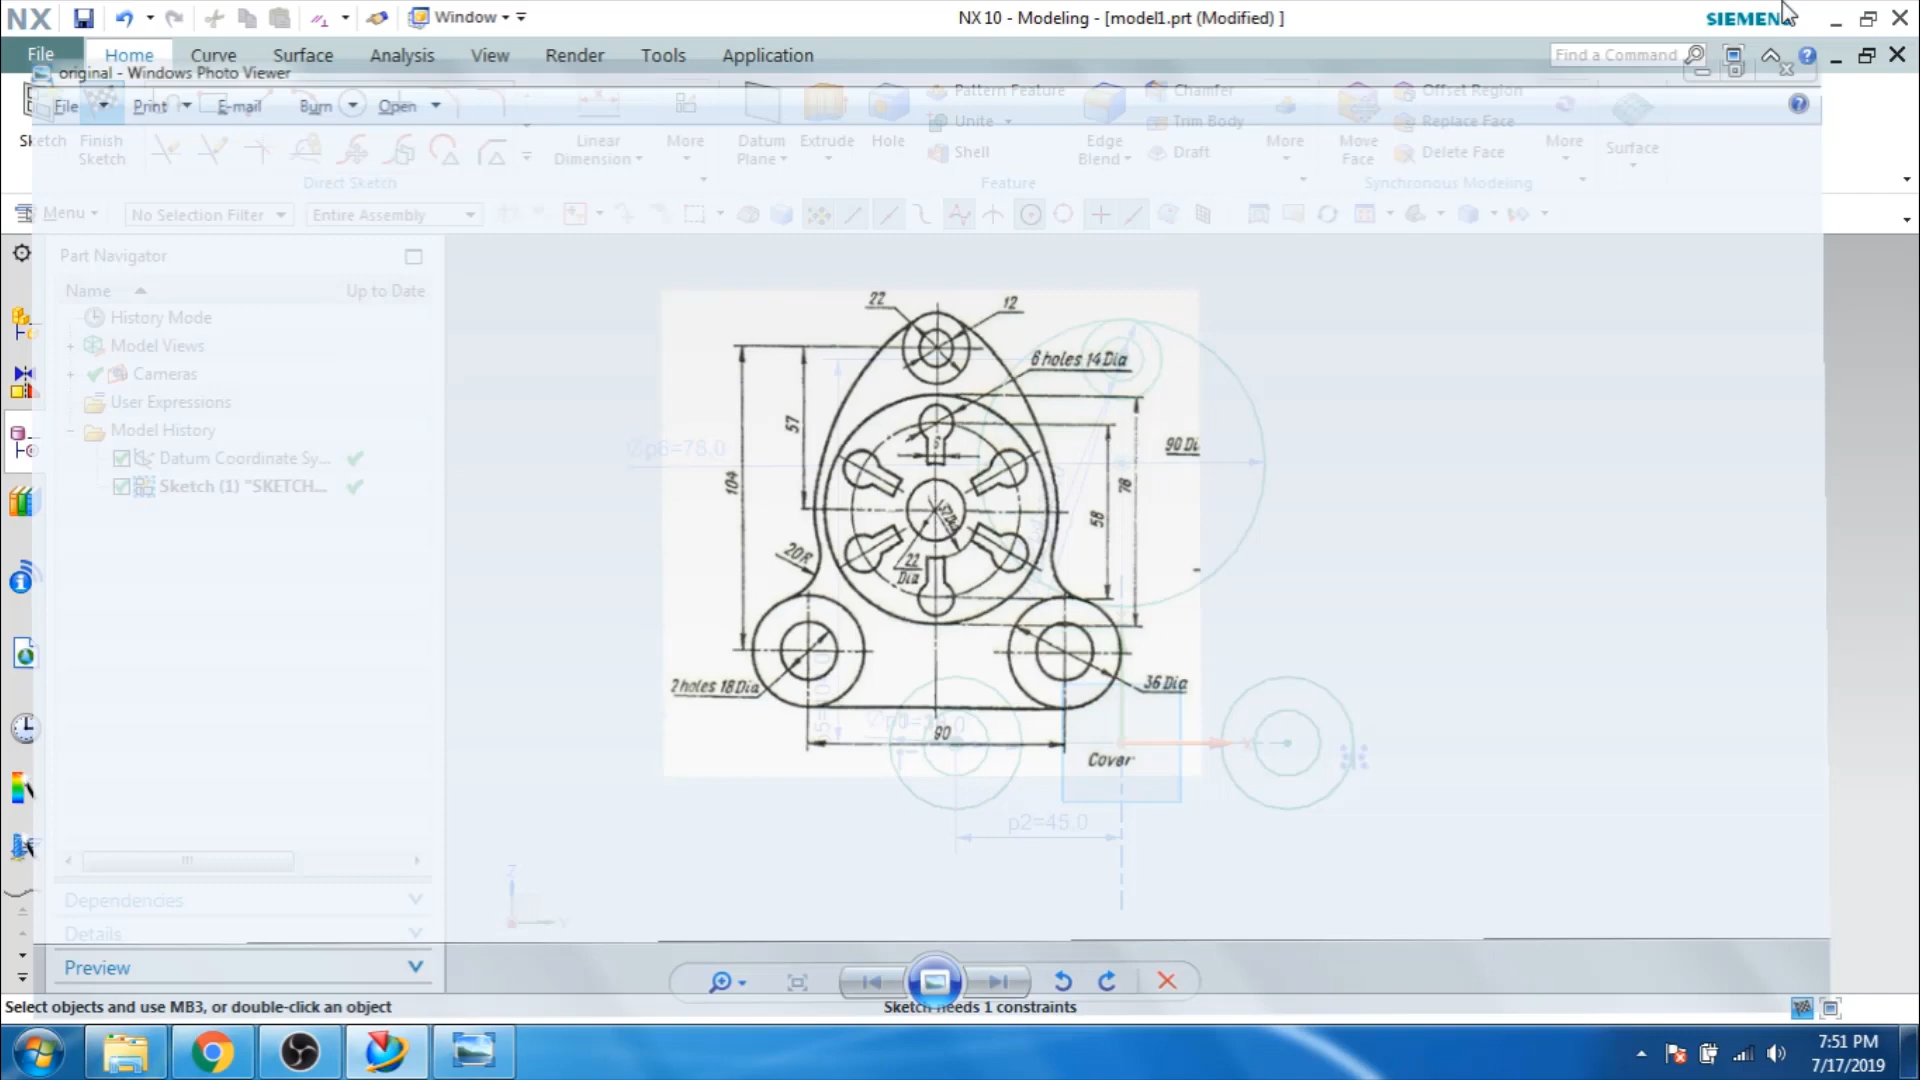 NX
Window
NX 10 - Modeling - [model1.prt (Modified) ]
SIEMENS
File
Home
Curve
Surface
Analysis
View
Render
Tools
Application
Find a Command
original - Windows Photo Viewer
File
Print
E-mail
Burn
Open
Sketch
Finish Sketch
Linear Dimension
More
Direct Sketch
Datum Plane
Extrude
Hole
Pattern Feature
Unite
Shell
Edge Blend
Chamfer
Trim Body
Draft
More
Feature
Move Face
Offset Region
Replace Face
Delete Face
More
Synchronous Modeling
Surface
Menu
No Selection Filter
Entire Assembly
Part Navigator
Name
Up to Date
History Mode
Model Views
Cameras
User Expressions
Model History
Datum Coordinate Sy...
Sketch (1) "SKETCH...
Dependencies
Details
Preview
22
12
6 holes 14 Dia
57
104
6
90 Di
78
58
20R
22 Dia
2 holes 18 Dia
36 Dia
90
Cover
p6=78.0
p2=45.0
X
Z
Y
Select objects and use MB3, or double-click an object
Sketch needs 1 constraints
7:51 PM
7/17/2019